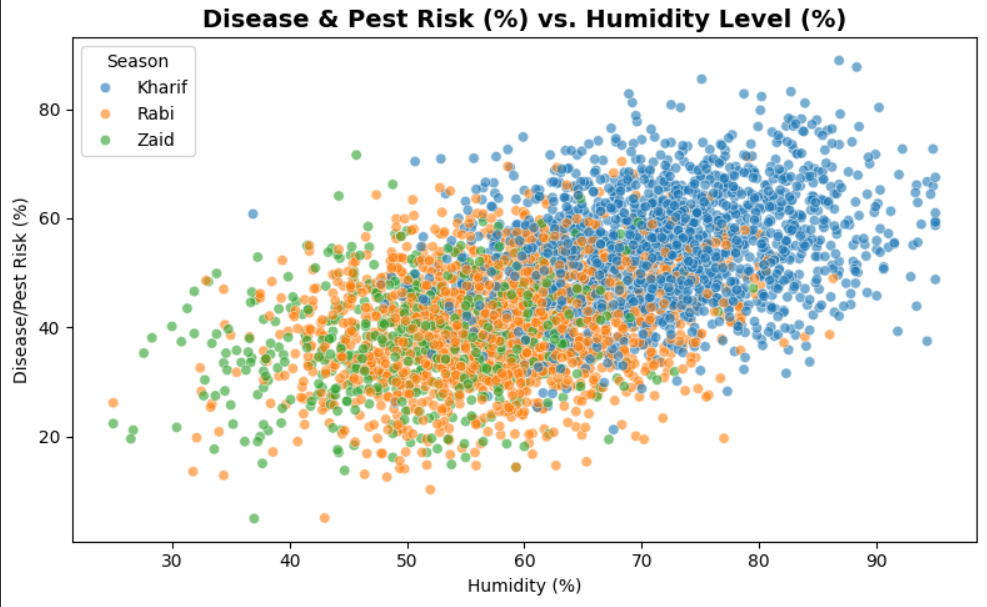 Disease & Pest Risk (%) vs. Humidity Level (%)
Season
Kharif
Rabi
Zaid
Disease/Pest Risk (%)
80
60
40
20
30 40 50 60 70 80 90
Humidity (%)